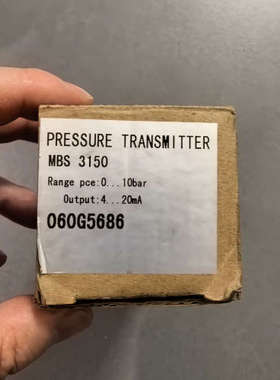 PRESSURE TRANSMITTER
MBS 3150
Range pce:0...10bar
Output:4...20mA
060G5686